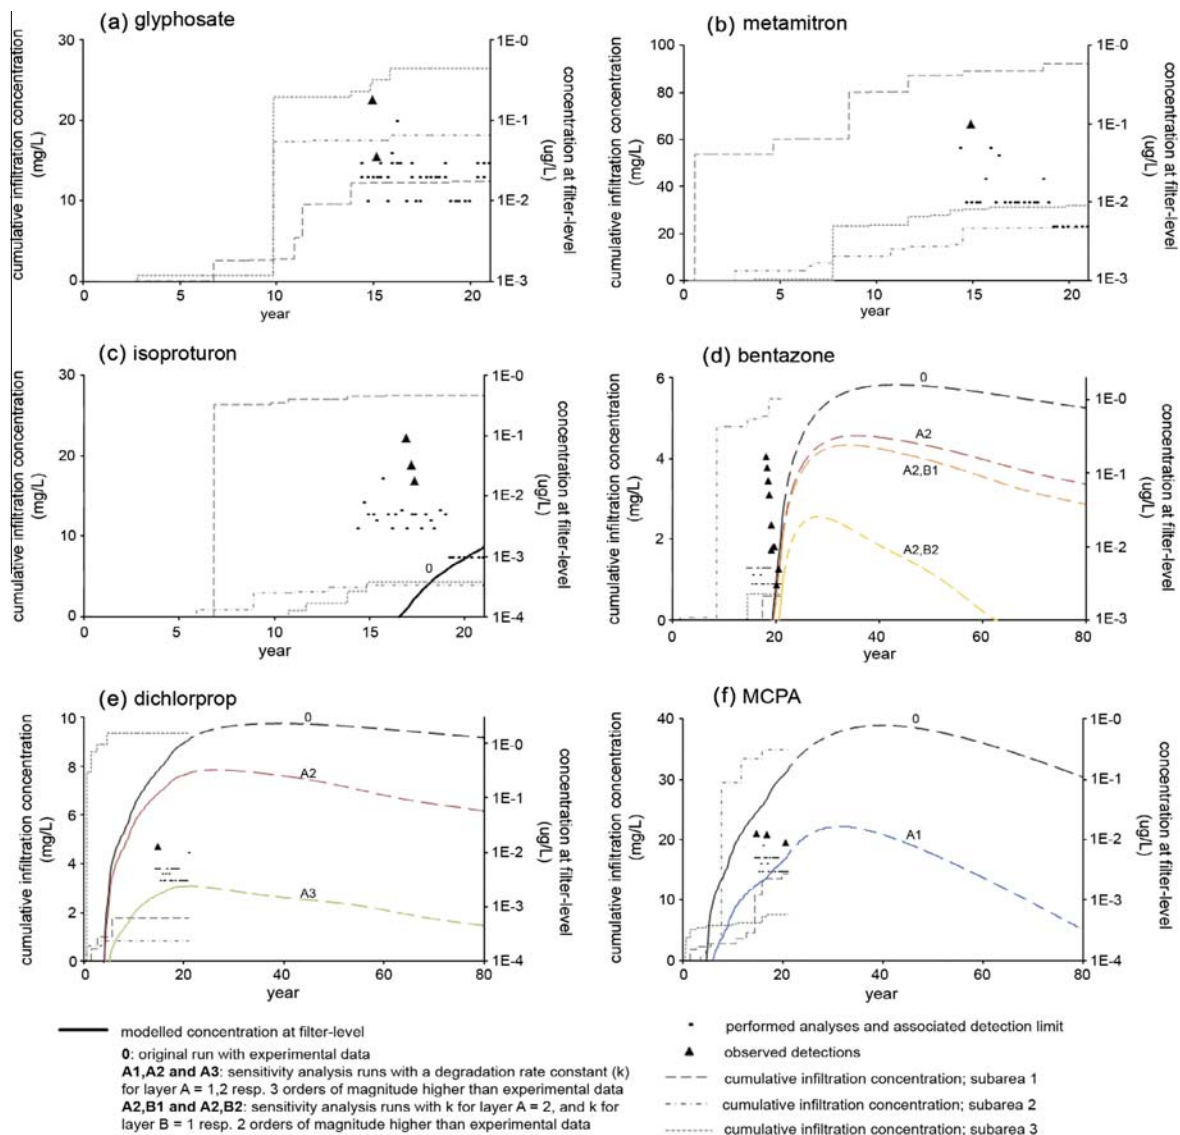 (a) glyphosate
cumulative infiltration concentration
(mg/L)
30
20
10
0
0 5 10 15 20
year
1E-0
1E-1
1E-2
1E-3
concentration at filter-level
(ug/L)
(b) metamitron
cumulative infiltration concentration
(mg/L)
100
80
60
40
20
0
0 5 10 15 20
year
1E-0
1E-1
1E-2
1E-3
concentration at filter-level
(ug/L)
(c) isoproturon
cumulative infiltration concentration
(mg/L)
30
20
10
0
0 5 10 15 20
year
0
1E-0
1E-1
1E-2
1E-3
1E-4
concentration at filter-level
(ug/L)
(d) bentazone
cumulative infiltration concentration
(mg/L)
6
4
2
0
0 20 40 60 80
year
0
A2
A2,B1
A2,B2
1E-0
1E-1
1E-2
1E-3
concentration at filter-level
(ug/L)
(e) dichlorprop
cumulative infiltration concentration
(mg/L)
10
8
6
4
2
0
0 20 40 60 80
year
0
A2
A3
1E-0
1E-1
1E-2
1E-3
1E-4
concentration at filter-level
(ug/L)
(f) MCPA
cumulative infiltration concentration
(mg/L)
40
30
20
10
0
0 20 40 60 80
year
0
A1
1E-0
1E-1
1E-2
1E-3
1E-4
concentration at filter-level
(ug/L)
modelled concentration at filter-level
0: original run with experimental data
A1,A2 and A3: sensitivity analysis runs with a degradation rate constant (k)
for layer A = 1,2 resp. 3 orders of magnitude higher than experimental data
A2,B1 and A2,B2: sensitivity analysis runs with k for layer A = 2, and k for
layer B = 1 resp. 2 orders of magnitude higher than experimental data
performed analyses and associated detection limit
observed detections
cumulative infiltration concentration; subarea 1
cumulative infiltration concentration; subarea 2
cumulative infiltration concentration; subarea 3